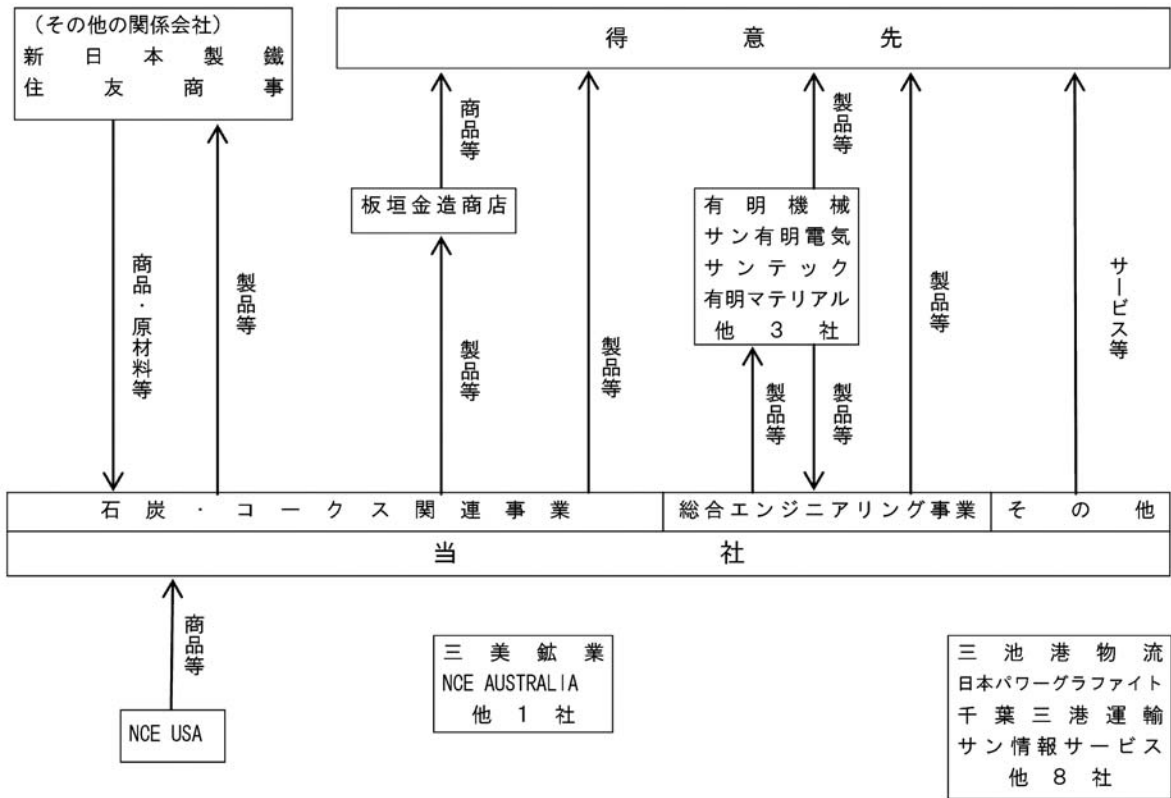 (その他の関係会社)
新日本製鐵
住友商事
得意先
商品等
製品等
板垣金造商店
有明機械
サン有明電気
サンテック
有明マテリアル
他3社
商品・原材料等
製品等
製品等
製品等
製品等
製品等
製品等
サービス等
石炭・コークス関連事業
総合エンジニアリング事業
その他
当社
商品等
NCE USA
三美鉱業
NCE AUSTRALIA
他1社
三池港物流
日本パワーグラファイト
千葉三港運輸
サン情報サービス
他8社